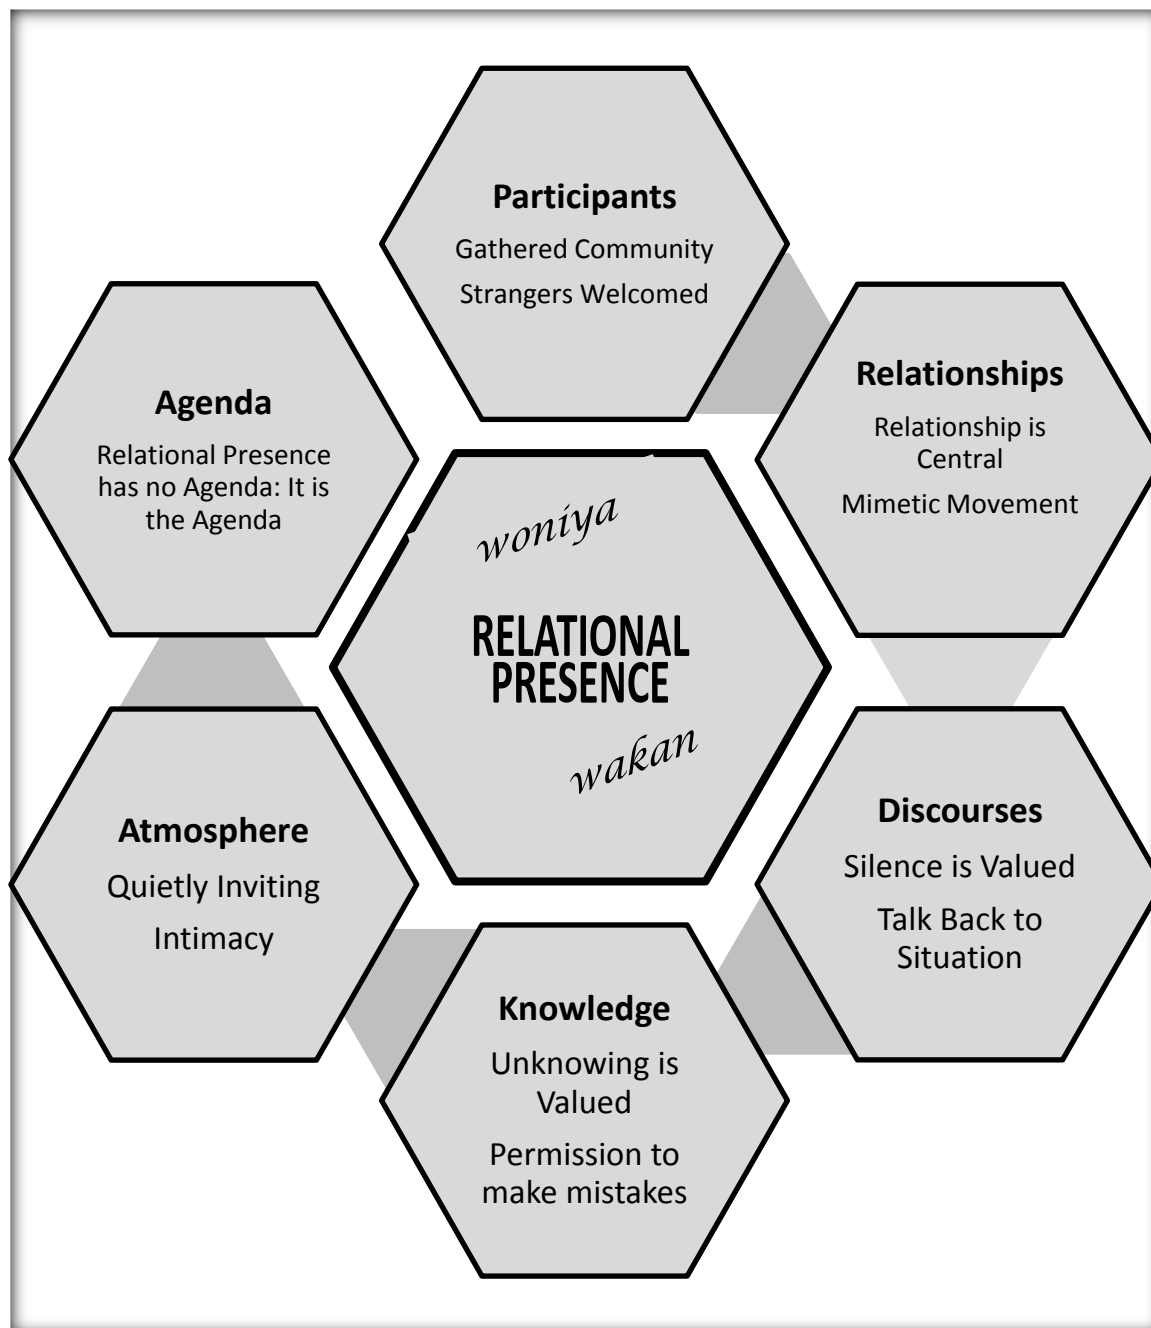 Participants
Gathered Community
Strangers Welcomed
Relationships
Relationship is
Central
Mimetic Movement
Discourses
Silence is Valued
Talk Back to
Situation
Knowledge
Unknowing is
Valued
Permission to
make mistakes
Atmosphere
Quietly Inviting
Intimacy
Agenda
Relational Presence
has no Agenda: It is
the Agenda
woniya
RELATIONAL
PRESENCE
wakan